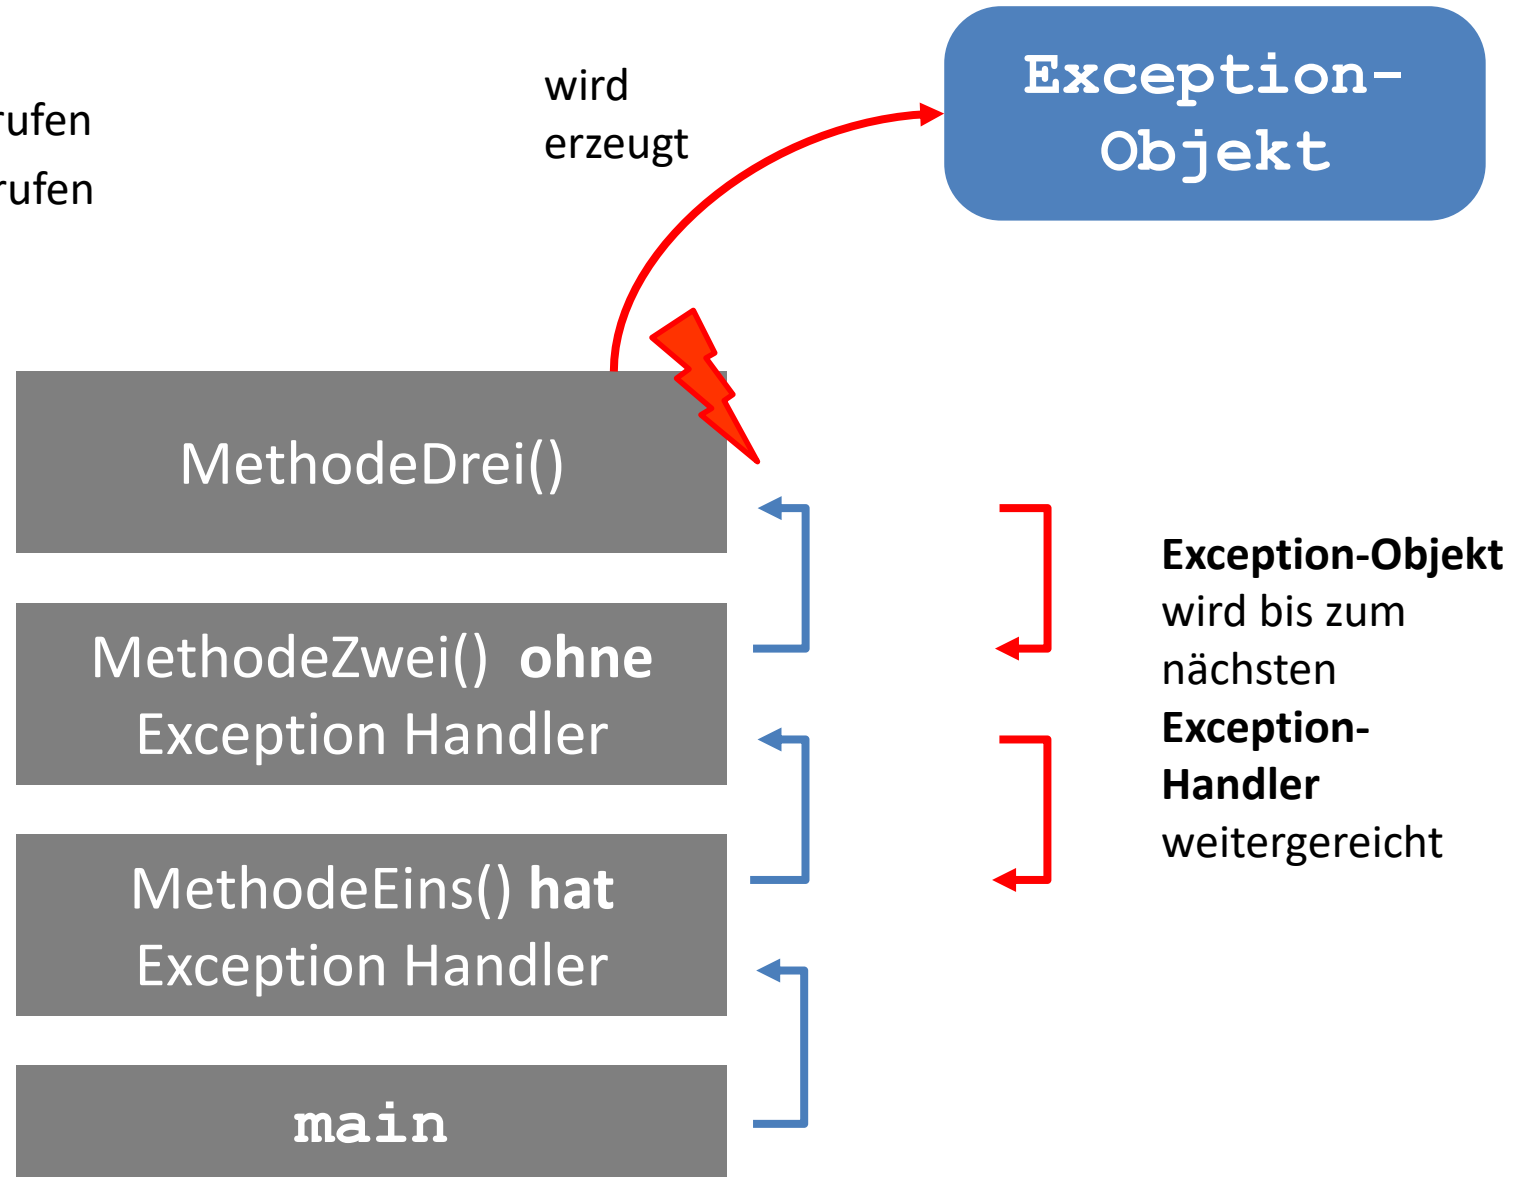 rufen
rufen
wird
erzeugt
Exception-
Objekt
MethodeDrei()
MethodeZwei() ohne
Exception Handler
MethodeEins() hat
Exception Handler
main
Exception-Objekt
wird bis zum
nächsten
Exception-
Handler
weitergereicht